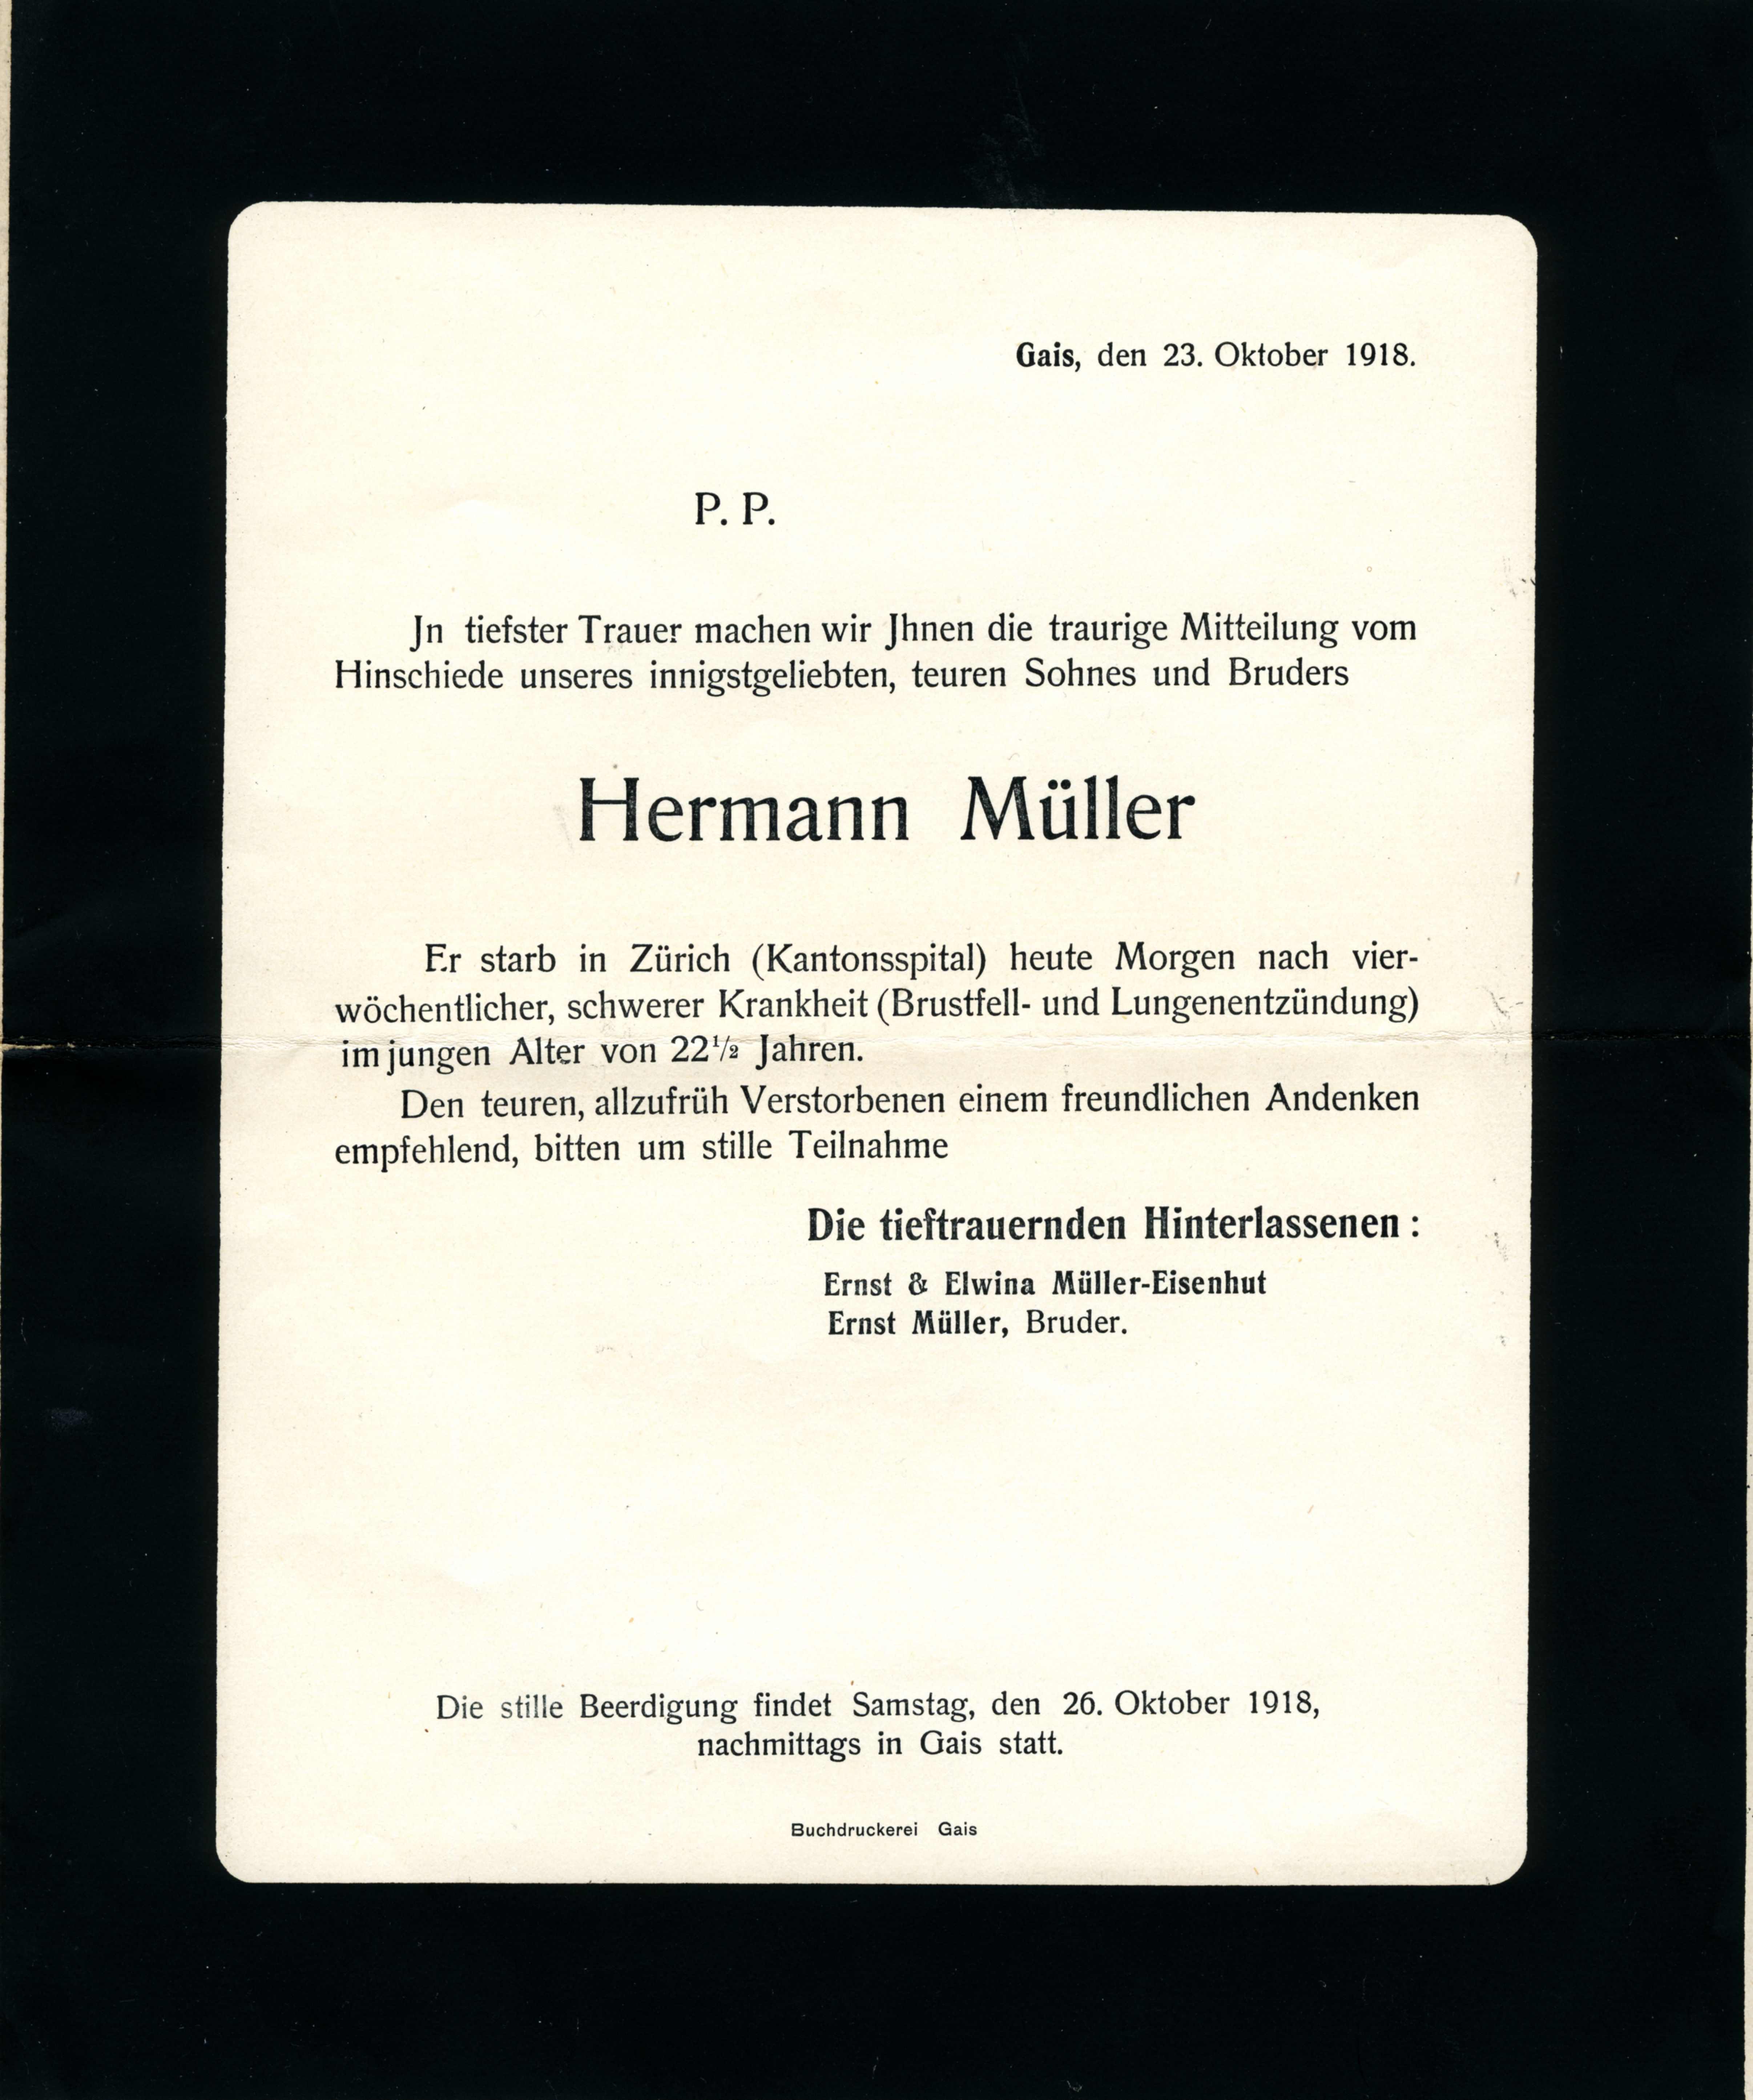 Gais, den 23. Oktober 1918.
P. P.
Jn tiefster Trauer machen wir Jhnen die traurige Mitteilung vom
Hinschiede unseres innigstgeliebten, teuren Sohnes und Bruders
Hermann Müller
Er starb in Zürich (Kantonsspital) heute Morgen nach vier-
wöchentlicher, schwerer Krankheit (Brustfell- und Lungenentzündung)
im jungen Alter von 22½ Jahren.
Den teuren, allzufrüh Verstorbenen einem freundlichen Andenken
empfehlend, bitten um stille Teilnahme
Die tieftrauernden Hinterlassenen :
Ernst & Elwina Müller-Eisenhut
Ernst Müller, Bruder.
Die stille Beerdigung findet Samstag, den 26. Oktober 1918,
nachmittags in Gais statt.
Buchdruckerei Gais